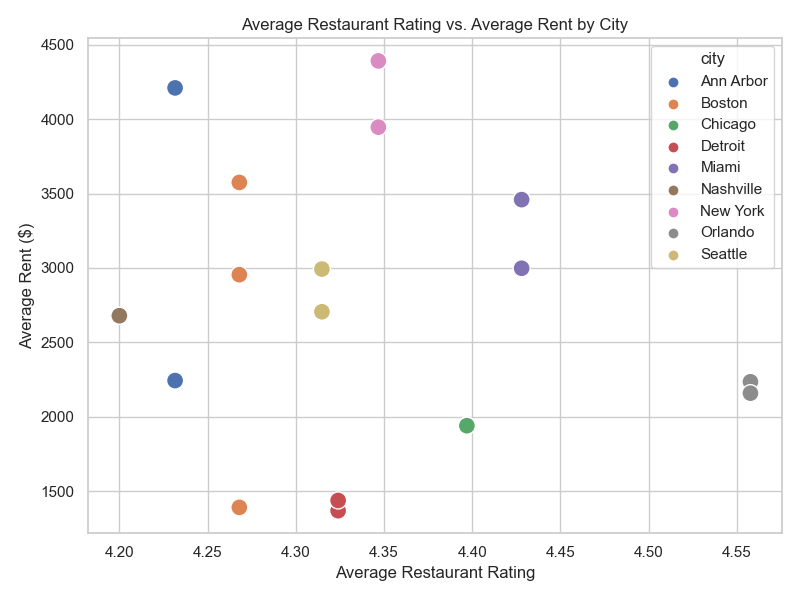 Average Restaurant Rating vs. Average Rent by City
4500
4000
3500
3000
2500
2000
1500
Average Rent ($)
city
Ann Arbor
Boston
Chicago
Detroit
Miami
Nashville
New York
Orlando
Seattle
4.20 4.25 4.30 4.35 4.40 4.45 4.50 4.55
Average Restaurant Rating